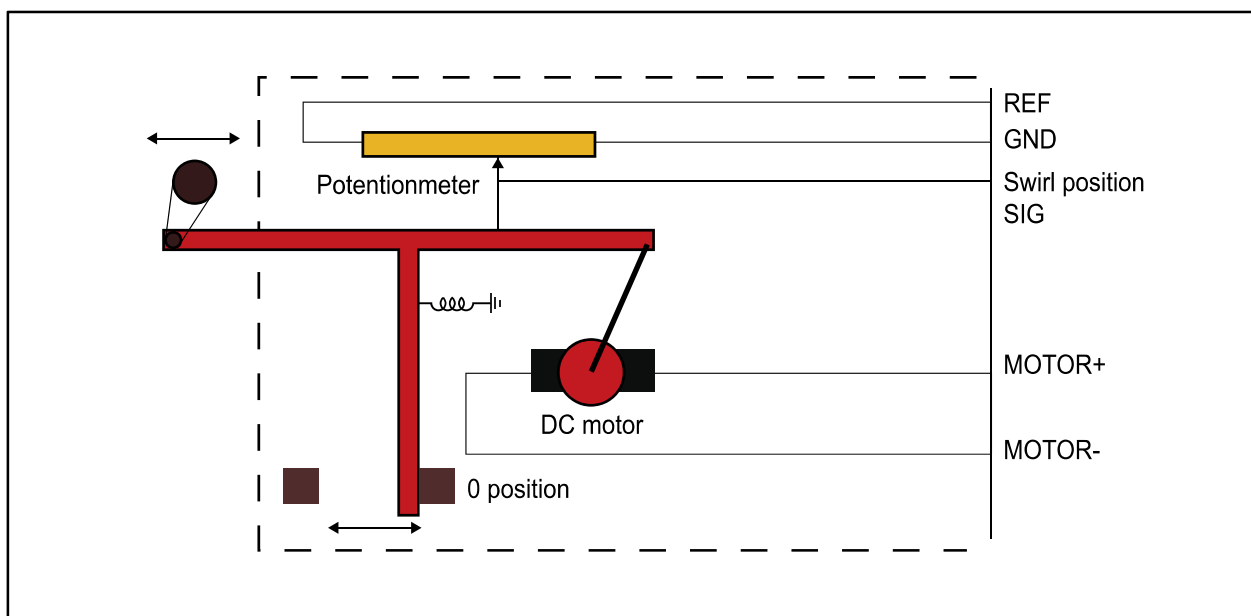 REF
GND
Potentionmeter
Swirl position
SIG
MOTOR+
DC motor
MOTOR-
0 position